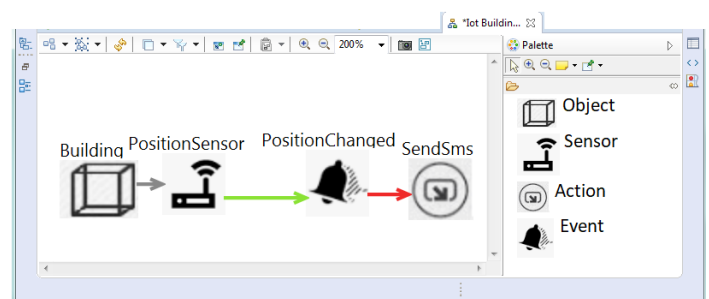 *Iot Buildin...
200%
Palette
Building
PositionSensor
PositionChanged
SendSms
Object
Sensor
Action
Event